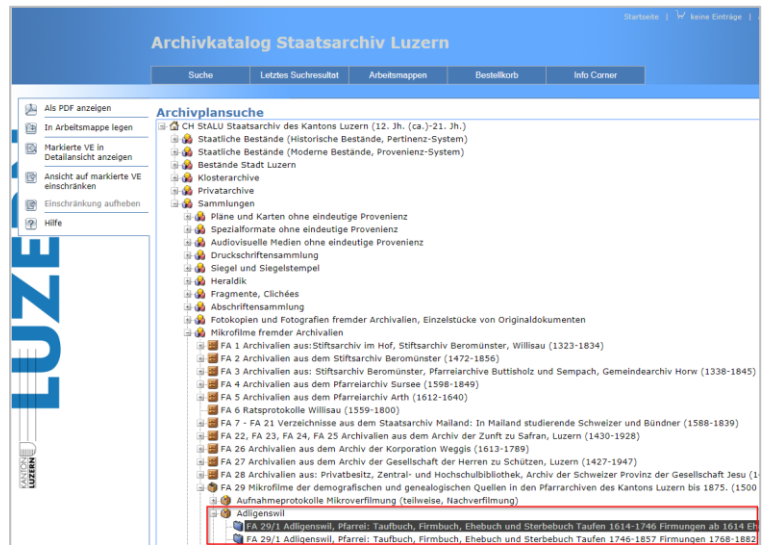 Startseite | keine Einträge |
Archivkatalog Staatsarchiv Luzern
Suche Letztes Suchresultat Arbeitsmappen Bestellkorb Info Corner
Als PDF anzeigen
In Arbeitsmappe legen
Markierte VE in
Detailansicht anzeigen
Ansicht auf markierte VE
einschränken
Einschränkung aufheben
Hilfe
LUZE
KANTON
LUZERN
Archivplansuche
CH StALU Staatsarchiv des Kantons Luzern (12. Jh. (ca.)-21. Jh.)
Staatliche Bestände (Historische Bestände, Pertinenz-System)
Staatliche Bestände (Moderne Bestände, Provenienz-System)
Bestände Stadt Luzern
Klosterarchive
Privatarchive
Sammlungen
Pläne und Karten ohne eindeutige Provenienz
Spezialformate ohne eindeutige Provenienz
Audiovisuelle Medien ohne eindeutige Provenienz
Druckschriftensammlung
Siegel und Siegelstempel
Heraldik
Fragmente, Clichées
Abschriftensammlung
Fotokopien und Fotografien fremder Archivalien, Einzelstücke von Originaldokumenten
Mikrofilme fremder Archivalien
FA 1 Archivalien aus:Stiftsarchiv im Hof, Stiftsarchiv Beromünster, Willisau (1323-1834)
FA 2 Archivalien aus dem Stiftsarchiv Beromünster (1472-1856)
FA 3 Archivalien aus: Stiftsarchiv Beromünster, Pfarreiarchive Buttisholz und Sempach, Gemeindearchiv Horw (1338-1845)
FA 4 Archivalien aus dem Pfarreiarchiv Sursee (1598-1849)
FA 5 Archivalien aus dem Pfarreiarchiv Arth (1612-1640)
FA 6 Ratsprotokolle Willisau (1559-1800)
FA 7 - FA 21 Verzeichnisse aus dem Staatsarchiv Mailand: In Mailand studierende Schweizer und Bündner (1588-1839)
FA 22, FA 23, FA 24, FA 25 Archivalien aus dem Archiv der Zunft zu Safran, Luzern (1430-1928)
FA 26 Archivalien aus dem Archiv der Korporation Weggis (1613-1789)
FA 27 Archivalien aus dem Archiv der Gesellschaft der Herren zu Schützen, Luzern (1427-1947)
FA 28 Archivalien aus: Privatbesitz, Zentral- und Hochschulbibliothek, Archiv der Schweizer Provinz der Gesellschaft Jesu (1-
FA 29 Mikrofilme der demografischen und genealogischen Quellen in den Pfarrarchiven des Kantons Luzern bis 1875. (1500
Aufnahmeprotokolle Mikroverfilmung (teilweise, Nachverfilmung)
Adligenswil
FA 29/1 Adligenswil, Pfarrei: Taufbuch, Firmbuch, Ehebuch und Sterbebuch Taufen 1614-1746 Firmungen ab 1614 Eh
FA 29/1 Adligenswil, Pfarrei: Taufbuch, Firmbuch, Ehebuch und Sterbebuch Taufen 1746-1857 Firmungen 1768-1882